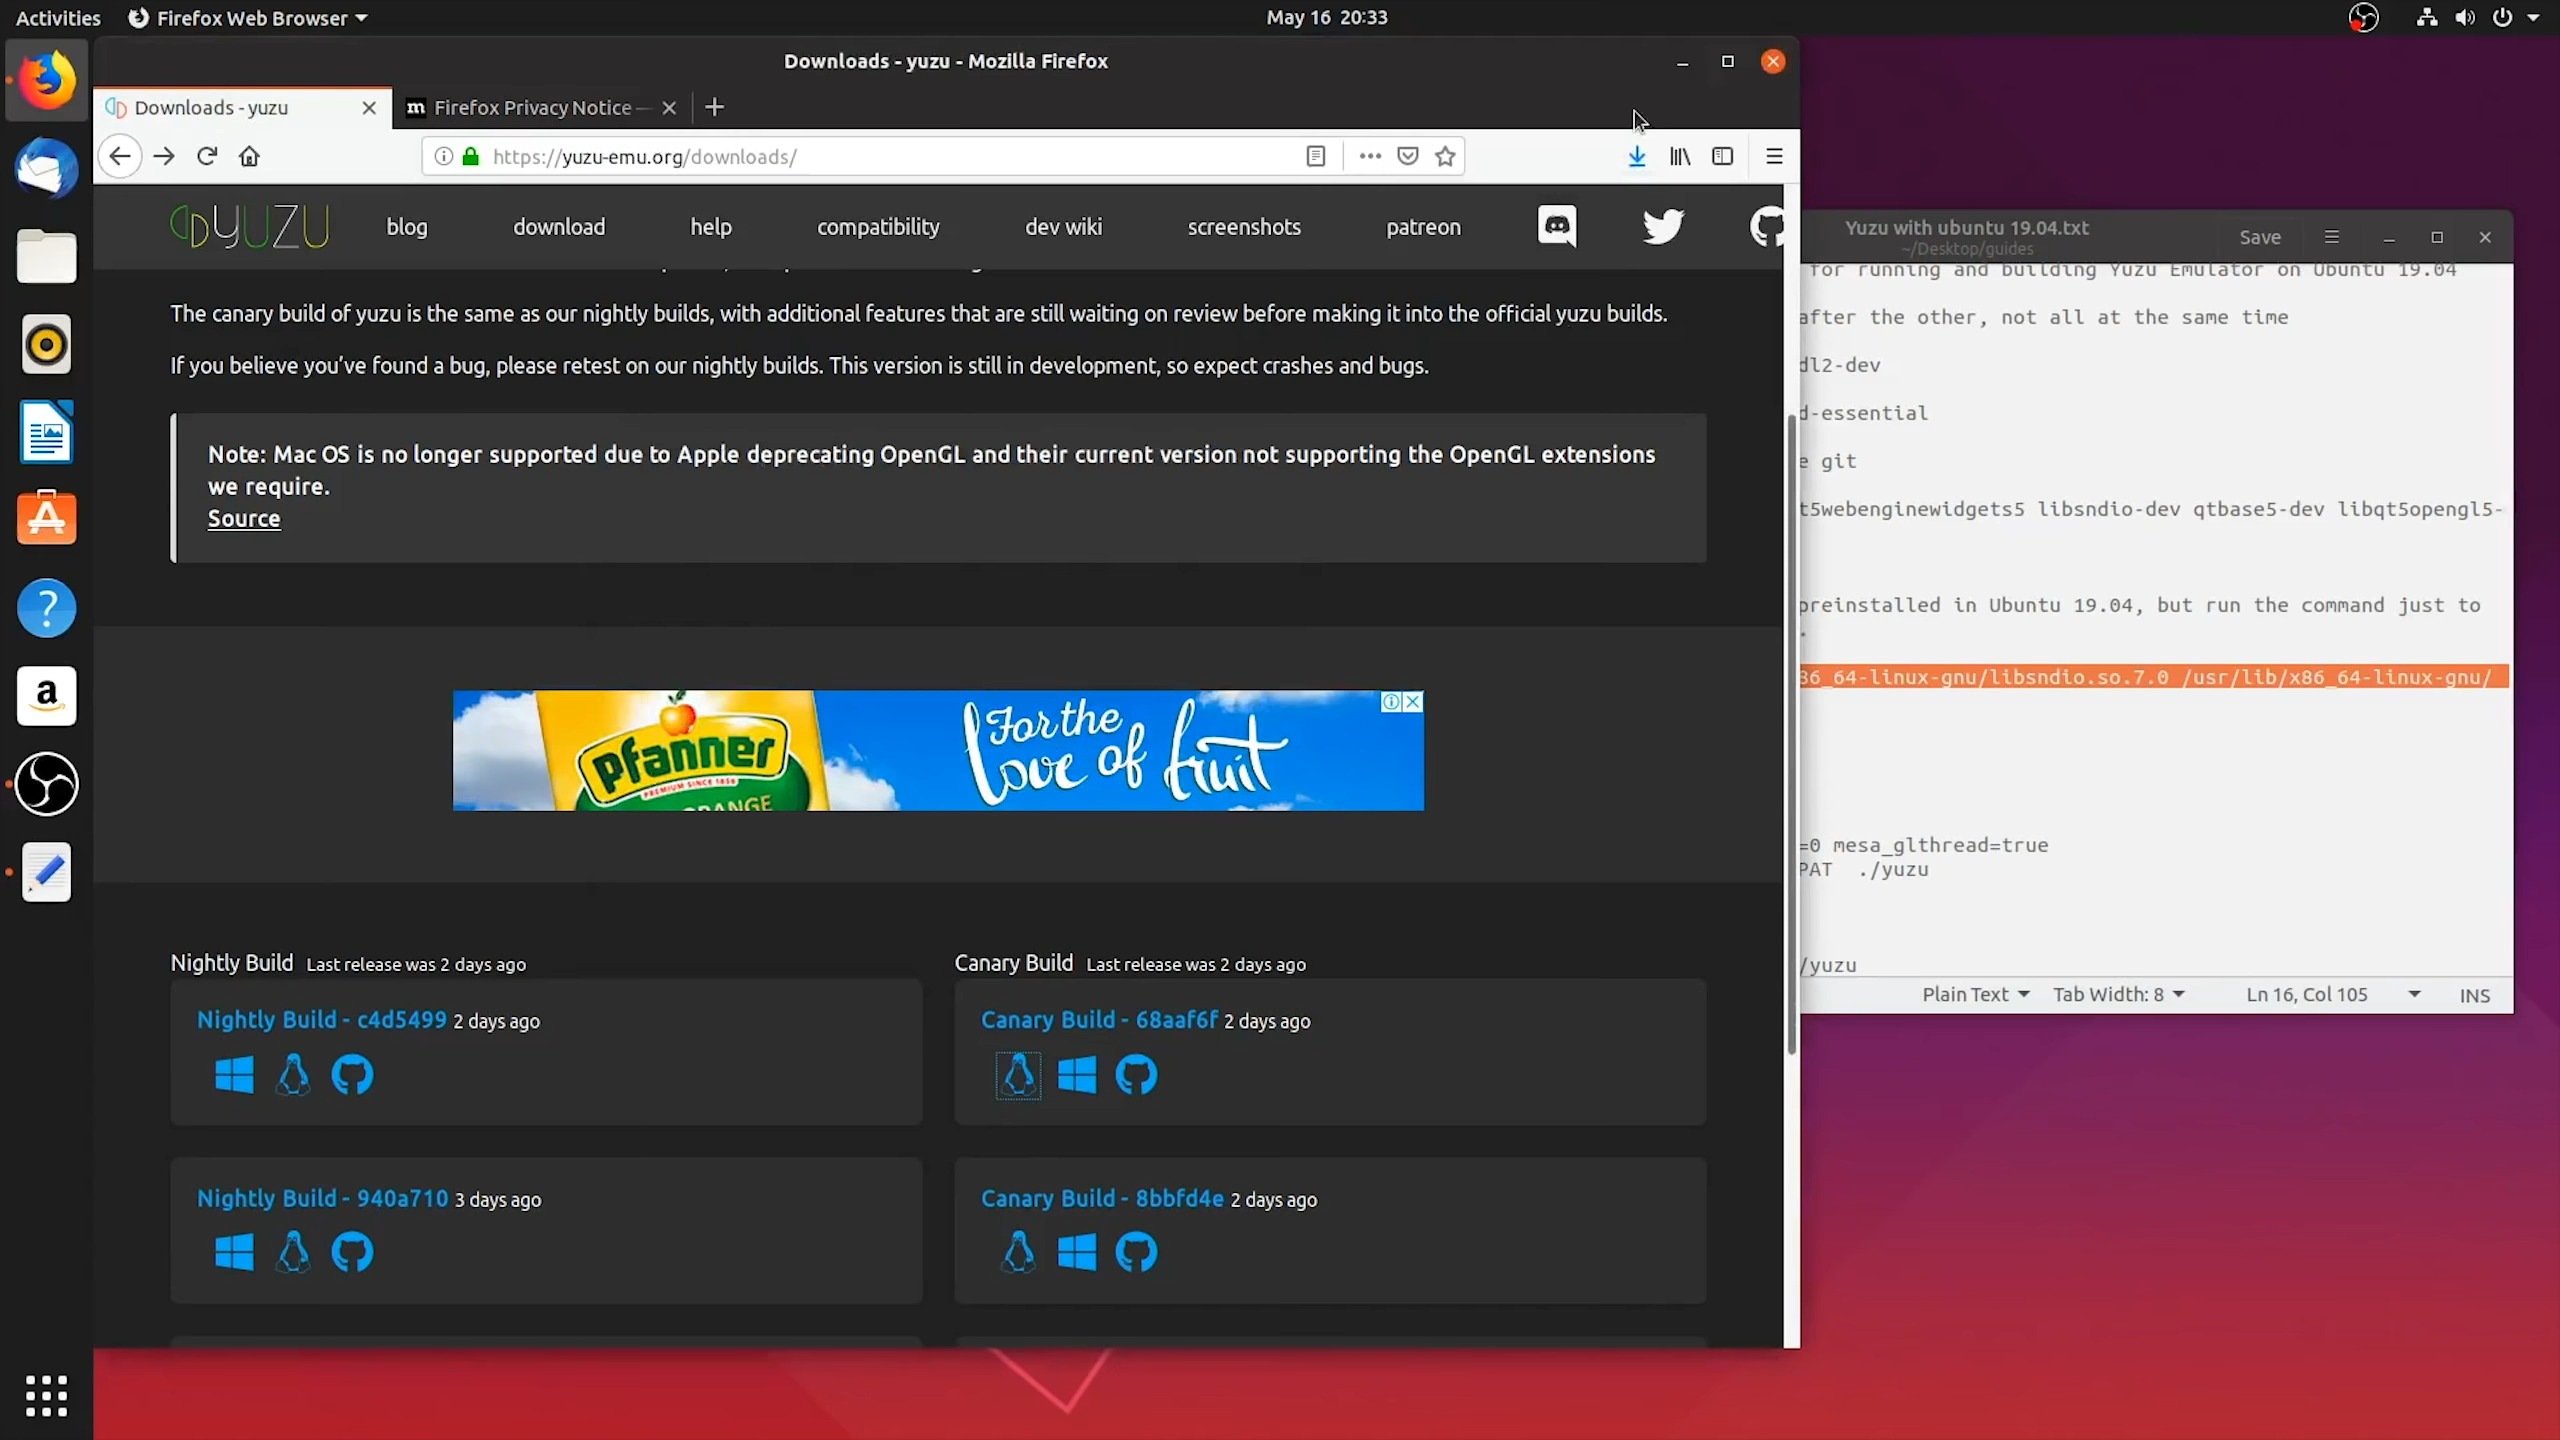 Activities
Firefox Web Browser
May 16 20:33
Downloads - yuzu - Mozilla Firefox
Downloads - yuzu
m Firefox Privacy Notice —
https://yuzu-emu.org/downloads/
YUZU
blog
download
help
compatibility
dev wiki
screenshots
patreon
The canary build of yuzu is the same as our nightly builds, with additional features that are still waiting on review before making it into the official yuzu builds.
If you believe you've found a bug, please retest on our nightly builds. This version is still in development, so expect crashes and bugs.
Note: Mac OS is no longer supported due to Apple deprecating OpenGL and their current version not supporting the OpenGL extensions
we require.
Source
Pfanner
PREMIUM SINCE 1856
ORANGE
For the
love of fruit
Nightly Build Last release was 2 days ago
Nightly Build - c4d5499 2 days ago
Nightly Build - 940a710 3 days ago
Canary Build Last release was 2 days ago
Canary Build - 68aaf6f 2 days ago
Canary Build - 8bbfd4e 2 days ago
Yuzu with ubuntu 19.04.txt
~/Desktop/guides
Save
for running and building Yuzu Emulator on Ubuntu 19.04
after the other, not all at the same time
dl2-dev
d-essential
e git
t5webenginewidgets5 libsndio-dev qtbase5-dev libqt5opengl5-
preinstalled in Ubuntu 19.04, but run the command just to
86_64-linux-gnu/libsndio.so.7.0 /usr/lib/x86_64-linux-gnu/
=0 mesa_glthread=true
PAT ./yuzu
/yuzu
Plain Text
Tab Width: 8
Ln 16, Col 105
INS
a